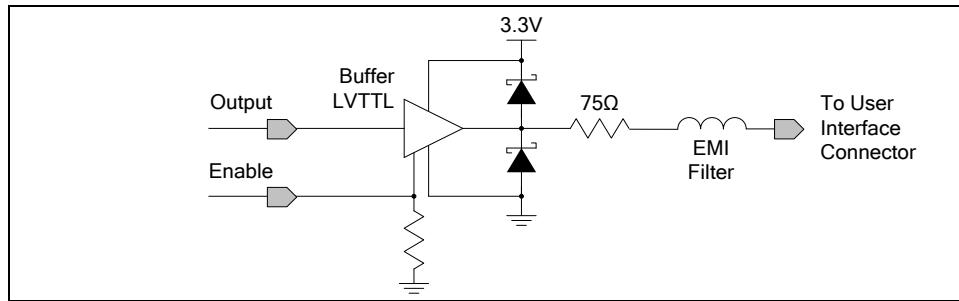 3.3V
Buffer
LVTTL
Output
75Ω
To User
Interface
Connector
EMI
Filter
Enable